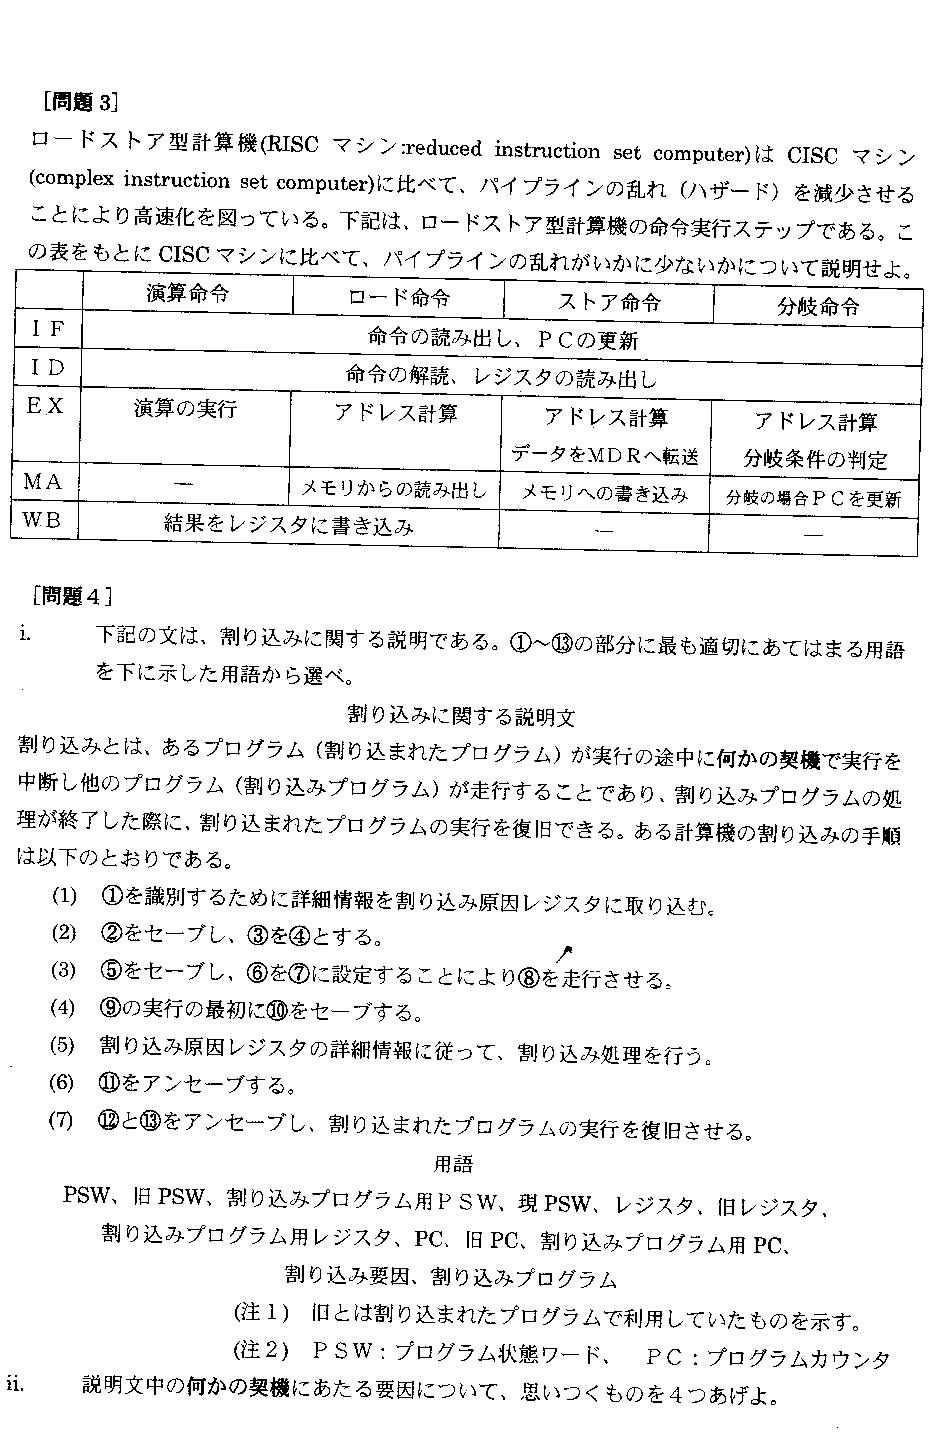 [問題 3]
ロードストア型計算機(RISC マシン:reduced instruction set computer)は CISC マシン
(complex instruction set computer)に比べて、パイプラインの乱れ（ハザード）を減少させる
ことにより高速化を図っている。下記は、ロードストア型計算機の命令実行ステップである。こ
の表をもとに CISC マシンに比べて、パイプラインの乱れがいかに少ないかについて説明せよ。
演算命令 ロード命令 ストア命令 分岐命令
ＩＦ 命令の読み出し、ＰＣの更新
ＩＤ 命令の解読、レジスタの読み出し
ＥＸ 演算の実行 アドレス計算 アドレス計算 アドレス計算
データをＭＤＲへ転送 分岐条件の判定
ＭＡ ― メモリからの読み出し メモリへの書き込み 分岐の場合ＰＣを更新
ＷＢ 結果をレジスタに書き込み ― ―
[問題４]
i. 下記の文は、割り込みに関する説明である。①～⑬の部分に最も適切にあてはまる用語
を下に示した用語から選べ。
割り込みに関する説明文
割り込みとは、あるプログラム（割り込まれたプログラム）が実行の途中に何かの契機で実行を
中断し他のプログラム（割り込みプログラム）が走行することであり、割り込みプログラムの処
理が終了した際に、割り込まれたプログラムの実行を復旧できる。ある計算機の割り込みの手順
は以下のとおりである。
(1) ①を識別するために詳細情報を割り込み原因レジスタに取り込む。
(2) ②をセーブし、③を④とする。
(3) ⑤をセーブし、⑥を⑦に設定することにより⑧を走行させる。
(4) ⑨の実行の最初に⑩をセーブする。
(5) 割り込み原因レジスタの詳細情報に従って、割り込み処理を行う。
(6) ⑪をアンセーブする。
(7) ⑫と⑬をアンセーブし、割り込まれたプログラムの実行を復旧させる。
用語
PSW、旧 PSW、割り込みプログラム用ＰＳＷ、現 PSW、レジスタ、旧レジスタ、
割り込みプログラム用レジスタ、PC、旧 PC、割り込みプログラム用 PC、
割り込み要因、割り込みプログラム
(注１) 旧とは割り込まれたプログラムで利用していたものを示す。
(注２) ＰＳＷ：プログラム状態ワード、 ＰＣ：プログラムカウンタ
ii. 説明文中の何かの契機にあたる要因について、思いつくものを４つあげよ。